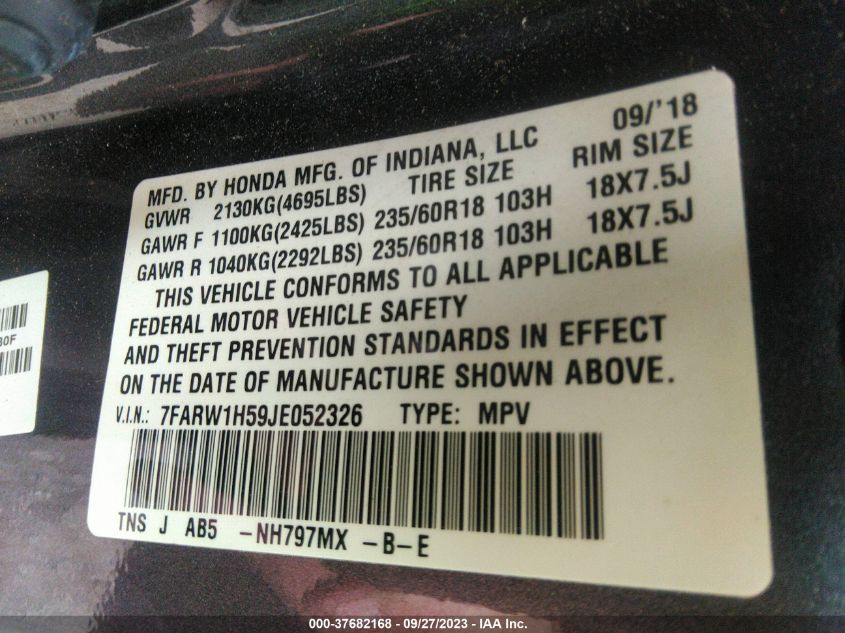 09/'18
MFD. BY HONDA MFG. OF INDIANA, LLC
GVWR 2130KG(4695LBS) TIRE SIZE RIM SIZE
GAWR F 1100KG(2425LBS) 235/60R18 103H 18X7.5J
GAWR R 1040KG(2292LBS) 235/60R18 103H 18X7.5J
THIS VEHICLE CONFORMS TO ALL APPLICABLE
FEDERAL MOTOR VEHICLE SAFETY
AND THEFT PREVENTION STANDARDS IN EFFECT
ON THE DATE OF MANUFACTURE SHOWN ABOVE.
V.I.N.: 7FARW1H59JE052326 TYPE: MPV
TNS J AB5 -NH797MX -B-E
000-37682168 - 09/27/2023 - IAA Inc.